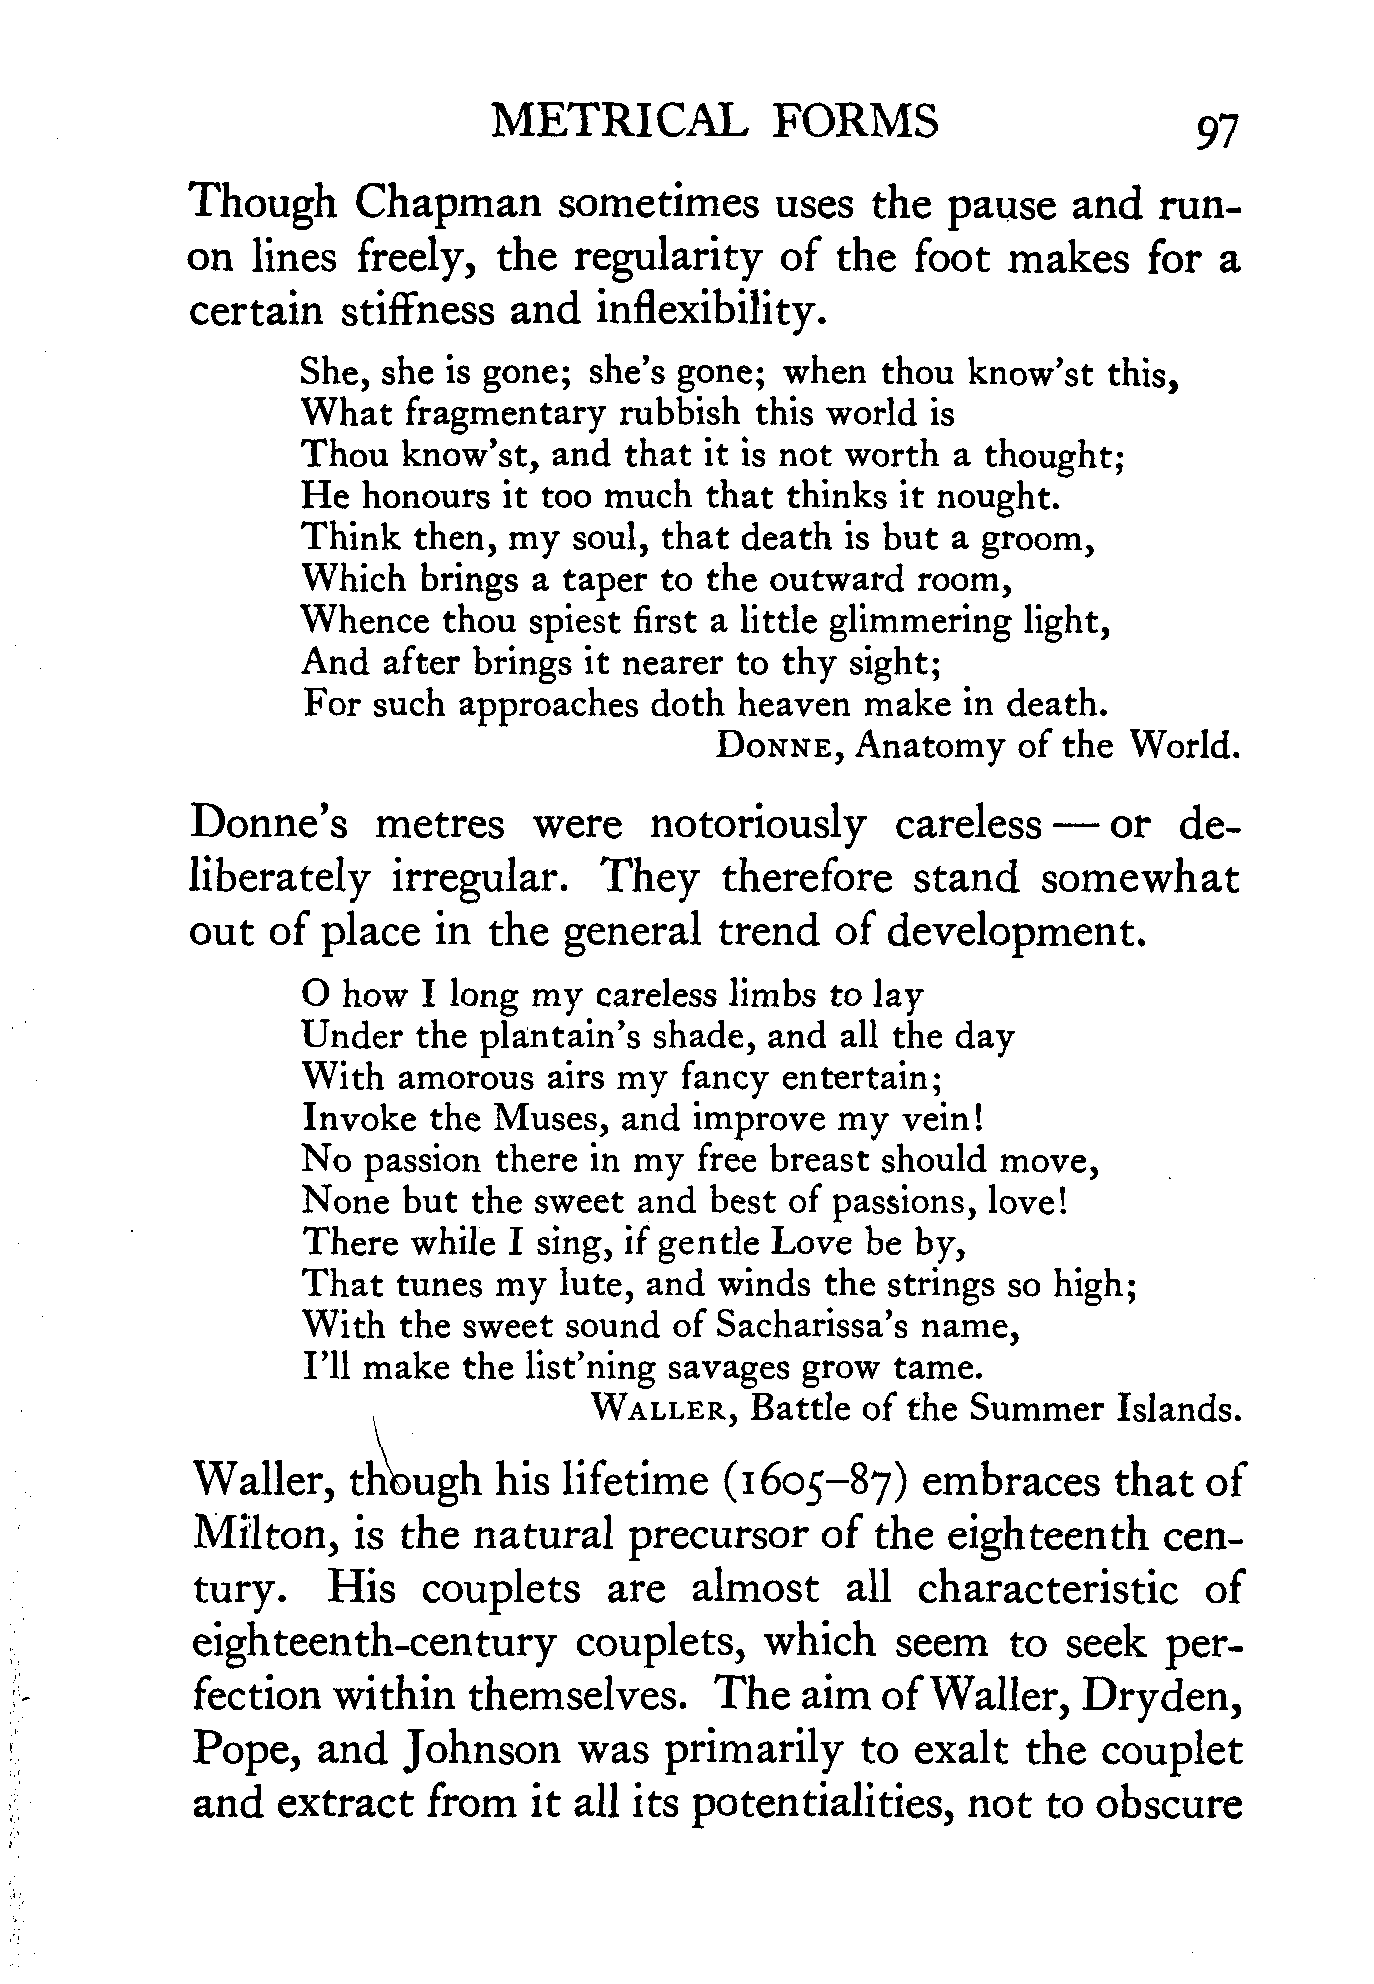 METRICAL FORMS 97
Though Chapman sometimes uses the pause and run-
on lines freely, the regularity of the foot makes for a
certain stiffness and inflexibility.
She, she is gone; she's gone; when thou know'st this,
What fragmentary rubbish this world is
Thou know'st, and that it is not worth a thought;
He honours it too much that thinks it nought.
Think then, my soul, that death is but a groom,
Which brings a taper to the outward room,
Whence thou spiest first a little glimmering light,
And after brings it nearer to thy sight;
For such approaches doth heaven make in death.
DONNE, Anatomy of the World.
Donne's metres were notoriously careless — or de-
liberately irregular. They therefore stand somewhat
out of place in the general trend of development.
O how I long my careless limbs to lay
Under the plantain's shade, and all the day
With amorous airs my fancy entertain;
Invoke the Muses, and improve my vein!
No passion there in my free breast should move,
None but the sweet and best of passions, love!
There while I sing, if gentle Love be by,
That tunes my lute, and winds the strings so high;
With the sweet sound of Sacharissa's name,
I'll make the list'ning savages grow tame.
WALLER, Battle of the Summer Islands.
Waller, though his lifetime (1605–87) embraces that of
Milton, is the natural precursor of the eighteenth cen-
tury. His couplets are almost all characteristic of
eighteenth-century couplets, which seem to seek per-
fection within themselves. The aim of Waller, Dryden,
Pope, and Johnson was primarily to exalt the couplet
and extract from it all its potentialities, not to obscure